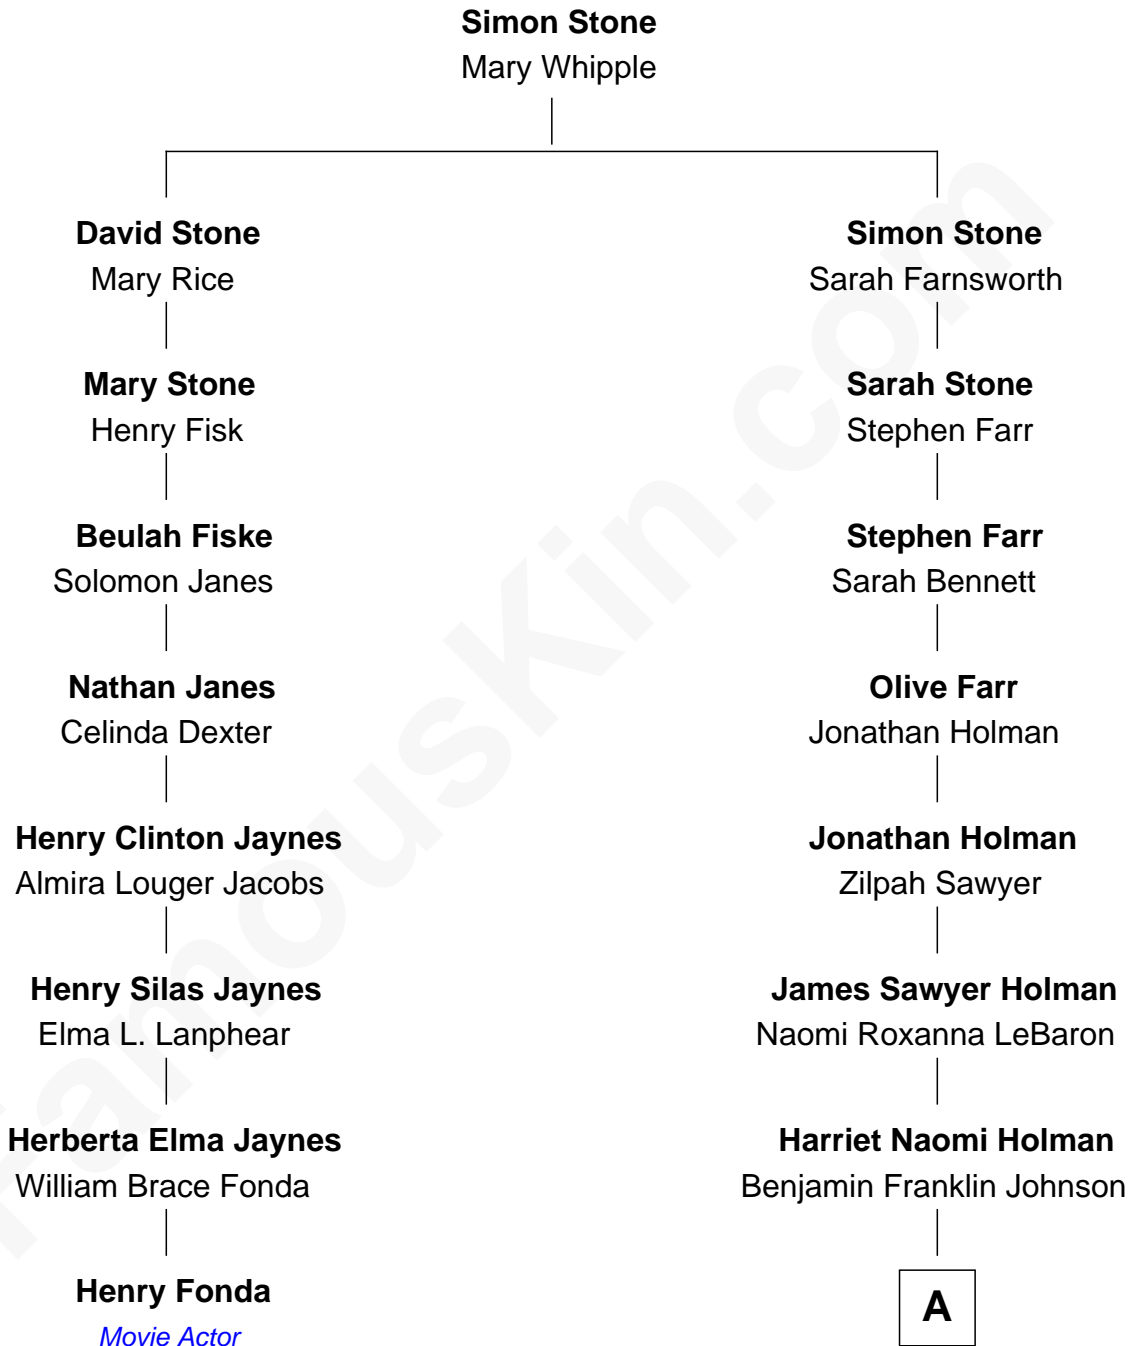 Simon Stone
Mary Whipple
David Stone
Mary Rice
Mary Stone
Henry Fisk
Beulah Fiske
Solomon Janes
Nathan Janes
Celinda Dexter
Henry Clinton Jaynes
Almira Louger Jacobs
Henry Silas Jaynes
Elma L. Lanphear
Herberta Elma Jaynes
William Brace Fonda
Henry Fonda
Movie Actor
Simon Stone
Sarah Farnsworth
Sarah Stone
Stephen Farr
Stephen Farr
Sarah Bennett
Olive Farr
Jonathan Holman
Jonathan Holman
Zilpah Sawyer
James Sawyer Holman
Naomi Roxanna LeBaron
Harriet Naomi Holman
Benjamin Franklin Johnson
A
FamousKin.com